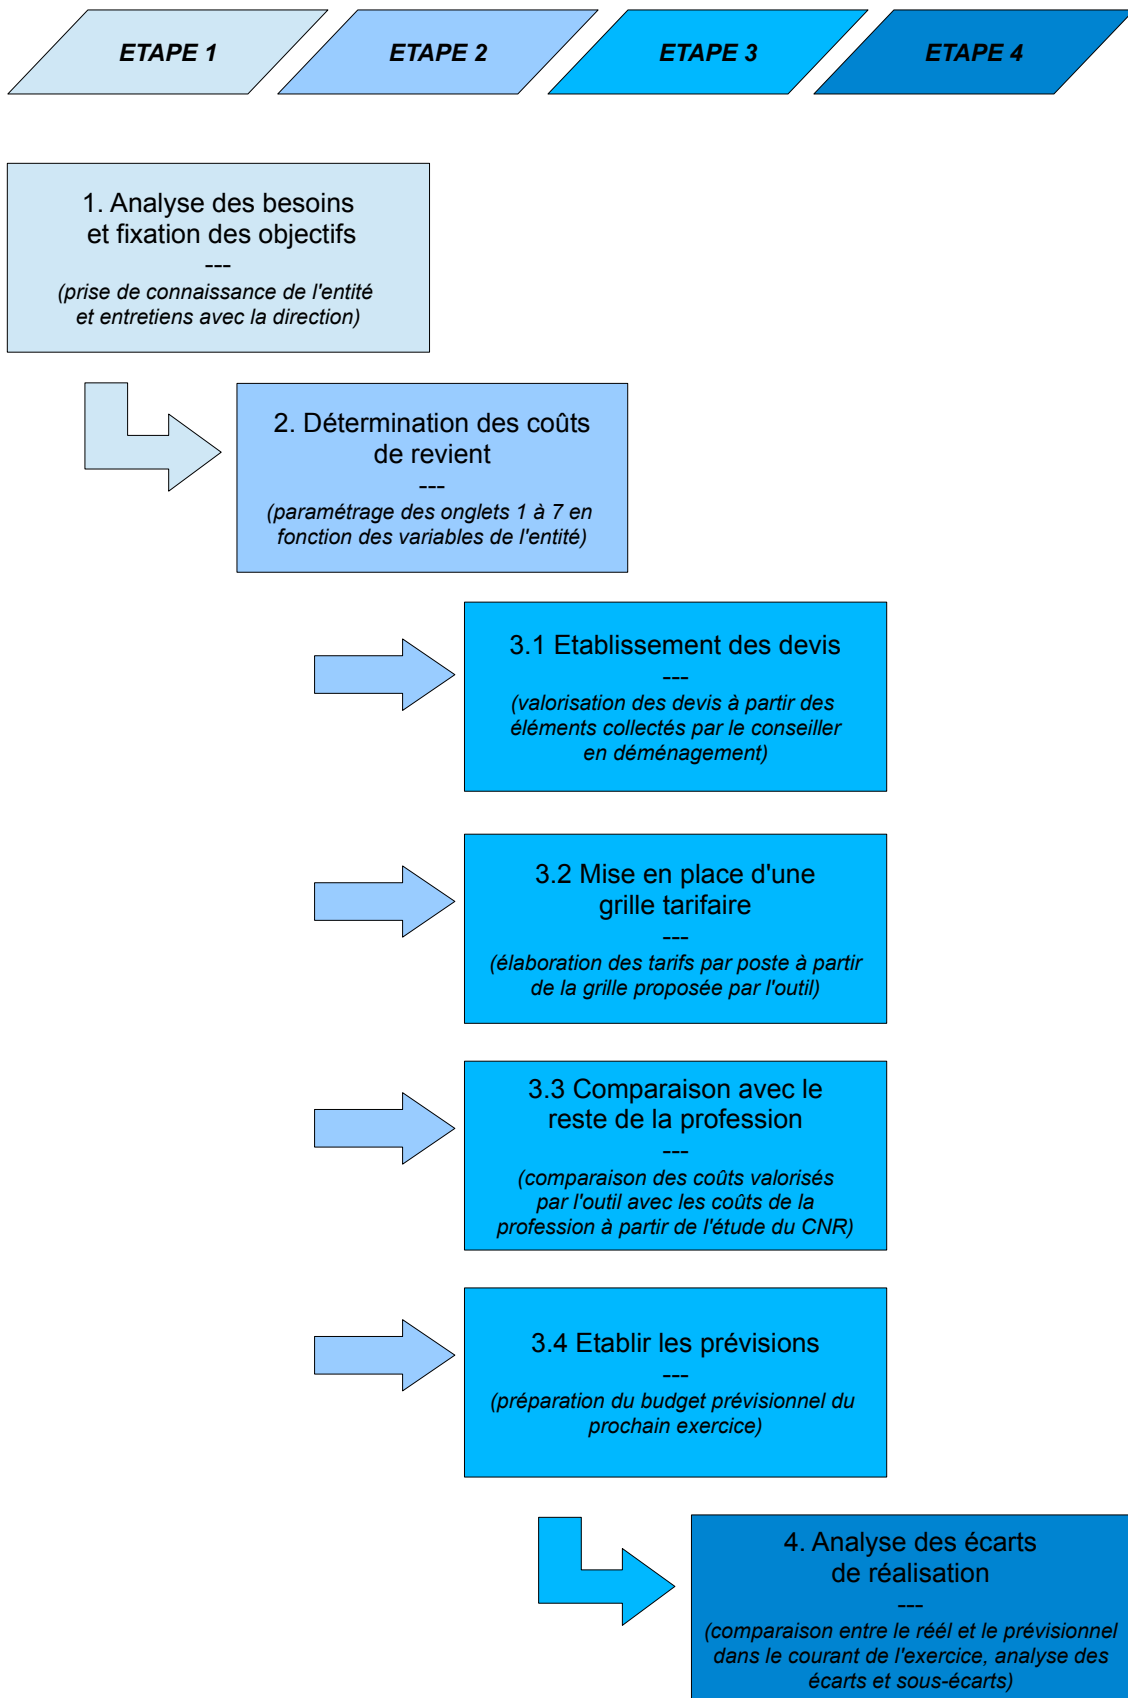 ETAPE 1
ETAPE 2
ETAPE 3
ETAPE 4
1. Analyse des besoins
et fixation des objectifs
---
(prise de connaissance de l'entité
et entretiens avec la direction)
2. Détermination des coûts
de revient
---
(paramétrage des onglets 1 à 7 en
fonction des variables de l'entité)
3.1 Etablissement des devis
---
(valorisation des devis à partir des
éléments collectés par le conseiller
en déménagement)
3.2 Mise en place d'une
grille tarifaire
---
(élaboration des tarifs par poste à partir
de la grille proposée par l'outil)
3.3 Comparaison avec le
reste de la profession
---
(comparaison des coûts valorisés
par l'outil avec les coûts de la
profession à partir de l'étude du CNR)
3.4 Etablir les prévisions
---
(préparation du budget prévisionnel du
prochain exercice)
4. Analyse des écarts
de réalisation
---
(comparaison entre le réél et le prévisionnel
dans le courant de l'exercice, analyse des
écarts et sous-écarts)